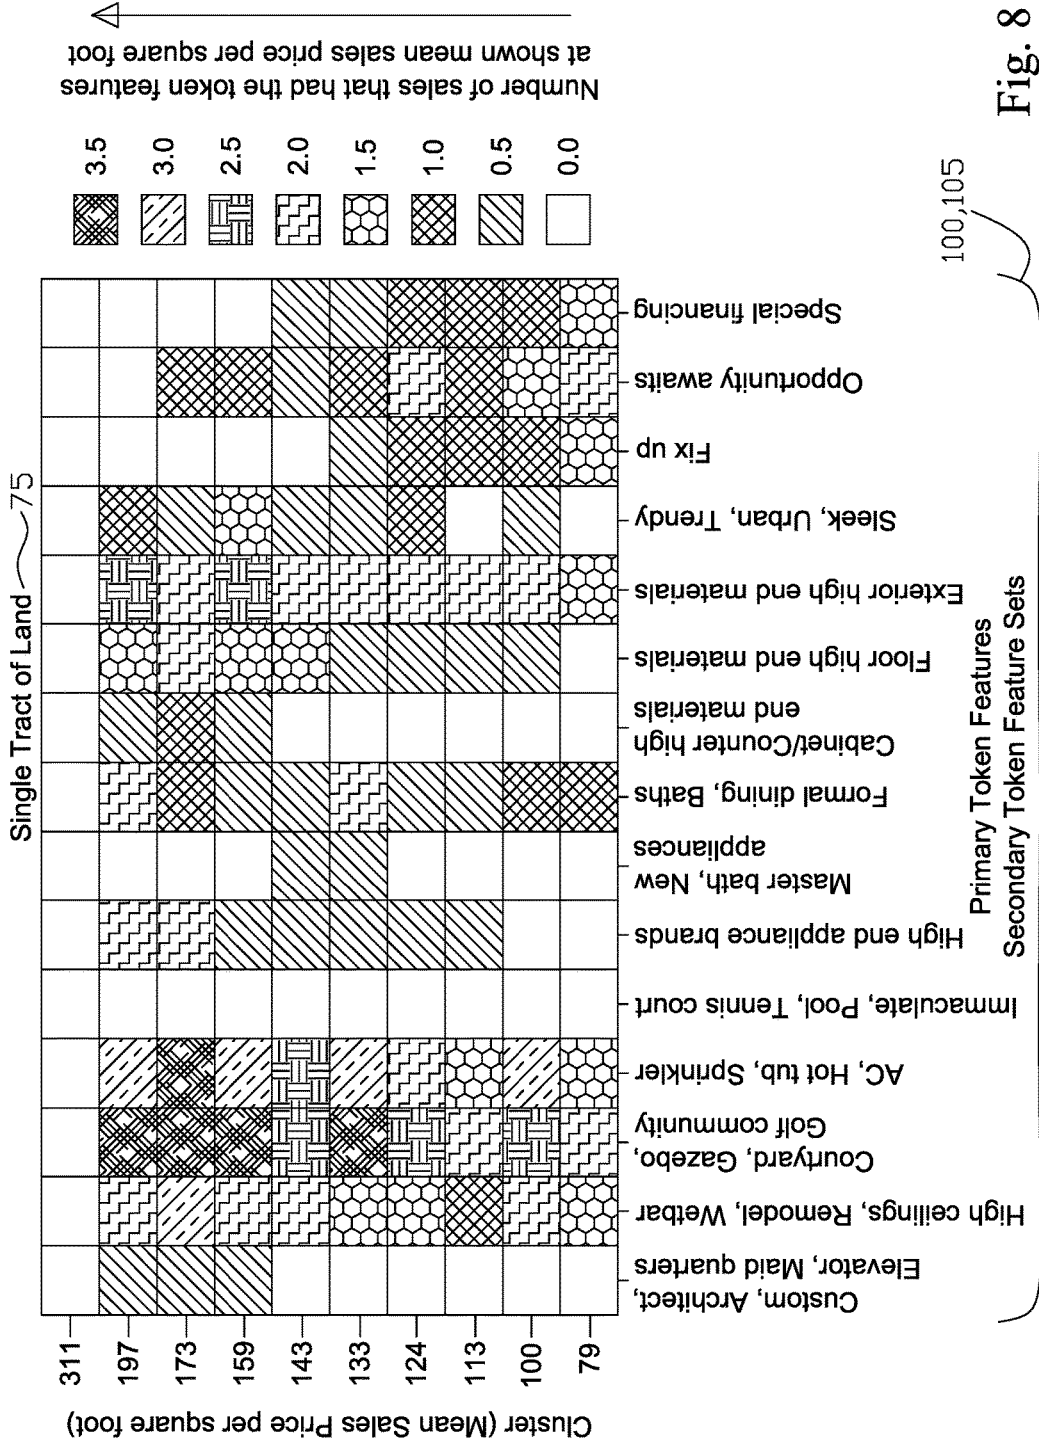 Single Tract of Land
75
Cluster (Mean Sales Price per square foot)
311
197
173
159
143
133
124
113
100
79
Custom, Architect,
Elevator, Maid quarters
High ceilings, Remodel, Wetbar
Courtyard, Gazebo,
Golf community
AC, Hot tub, Sprinkler
Immaculate, Pool, Tennis court
High end appliance brands
Master bath, New
appliances
Formal dining, Baths
Cabinet/Counter high
end materials
Floor high end materials
Exterior high end materials
Sleek, Urban, Trendy
Fix up
Opportunity awaits
Special financing
Primary Token Features
Secondary Token Feature Sets
100,105
3.5
3.0
2.5
2.0
1.5
1.0
0.5
0.0
Number of sales that had the token features
at shown mean sales price per square foot
Fig. 8